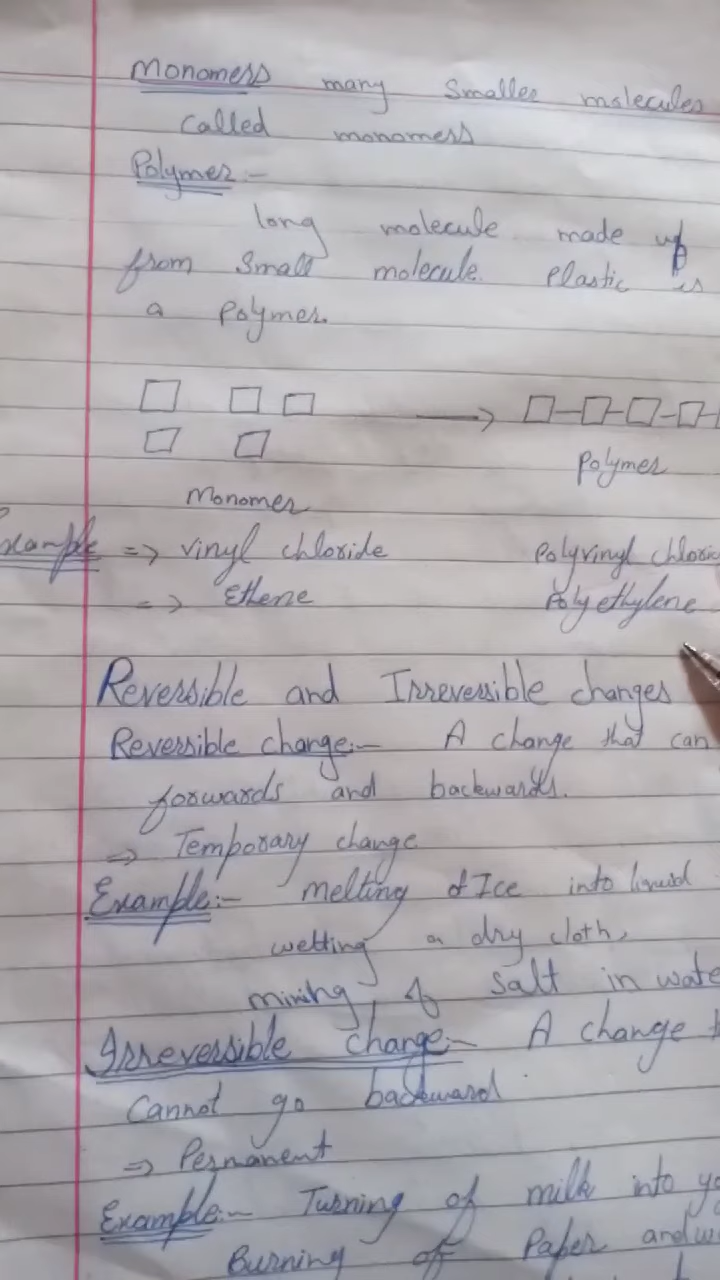 Monomers many smaller molecules
called monomers
Polymer :-
long molecule made up
from small molecule. Plastic is
a polymer.
Polymer
Monomer
Example => vinyl chloride Polyvinyl chlori
=> Ethene Polyethylene
Reversible and Irreversible changes
Reversible change:- A change that can
forwards and backwards.
=> Temporary change
Example:- melting of Ice into liquid
wetting a dry cloth,
mixing of salt in wate
Irreversible change:- A change t
Cannot go backward
=> Permanent
Example:- Turning of milk into yo
Burning of Paper and w